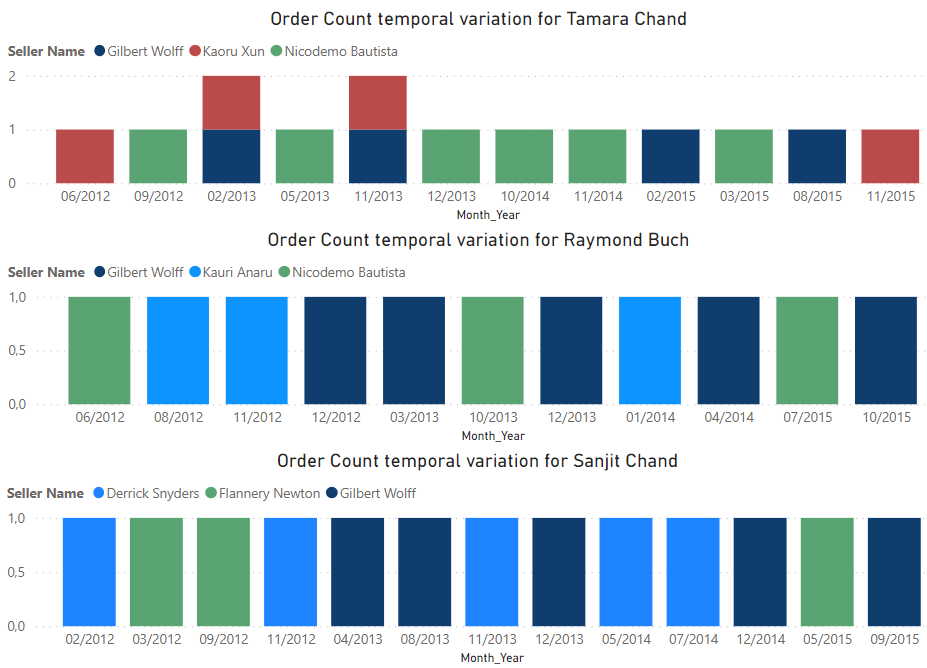 Order Count temporal variation for Tamara Chand
Seller Name Gilbert Wolff Kaoru Xun Nicodemo Bautista
2
1
0
06/2012 09/2012 02/2013 05/2013 11/2013 12/2013 10/2014 11/2014 02/2015 03/2015 08/2015 11/2015
Month_Year
Order Count temporal variation for Raymond Buch
Seller Name Gilbert Wolff Kauri Anaru Nicodemo Bautista
1,0
0,5
0,0
06/2012 08/2012 11/2012 12/2012 03/2013 10/2013 12/2013 01/2014 04/2014 07/2015 10/2015
Month_Year
Order Count temporal variation for Sanjit Chand
Seller Name Derrick Snyders Flannery Newton Gilbert Wolff
1,0
0,5
0,0
02/2012 03/2012 09/2012 11/2012 04/2013 08/2013 11/2013 12/2013 05/2014 07/2014 12/2014 05/2015 09/2015
Month_Year